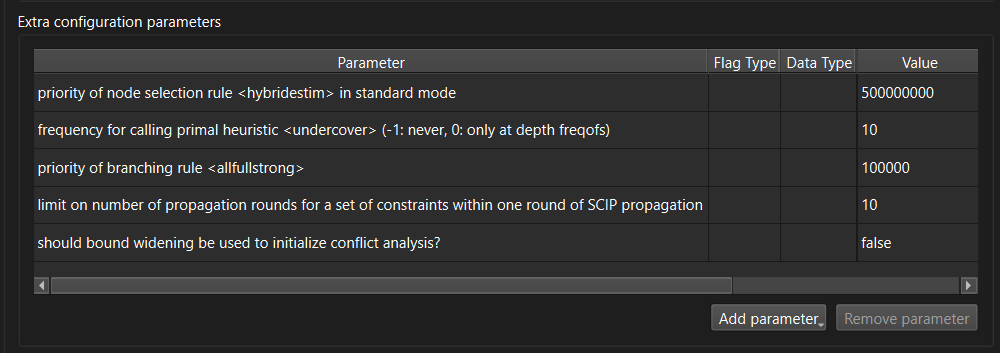 Extra configuration parameters
Parameter Flag Type Data Type Value
priority of node selection rule <hybridestim> in standard mode 500000000
frequency for calling primal heuristic <undercover> (-1: never, 0: only at depth freqofs) 10
priority of branching rule <allfullstrong> 100000
limit on number of propagation rounds for a set of constraints within one round of SCIP propagation 10
should bound widening be used to initialize conflict analysis? false
Add parameter Remove parameter